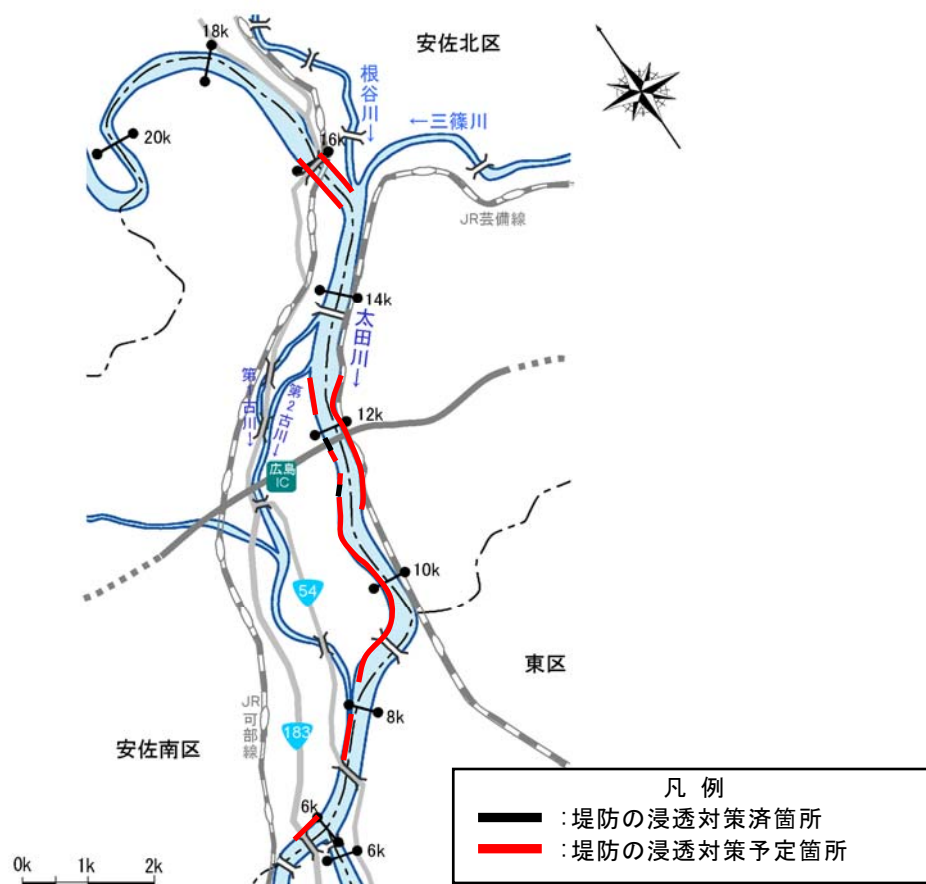 18k
安佐北区
根谷川→
←三篠川
20k
16k
JR芸備線
14k
太田川→
第1古川→
第2古川→
12k
広島
IC
10k
54
東区
JR可部線
8k
183
安佐南区
6k
6k
凡 例
:堤防の浸透対策済箇所
:堤防の浸透対策予定箇所
0k 1k 2k